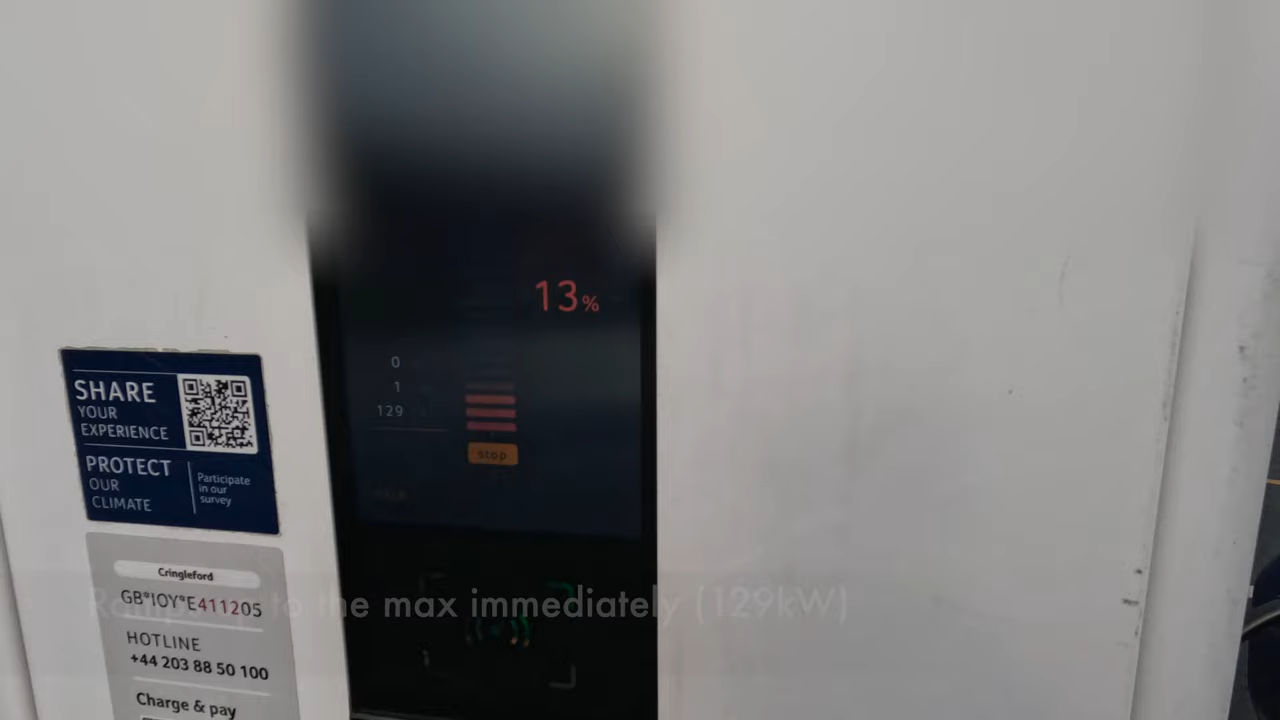 13%
0
1
129
stop
SHARE
YOUR
EXPERIENCE
PROTECT
OUR
CLIMATE
Participate
in our
survey
Cringleford
GB*IOY*E411205
HOTLINE
+44 203 88 50 100
Charge & pay
to the max immediately (129kW)